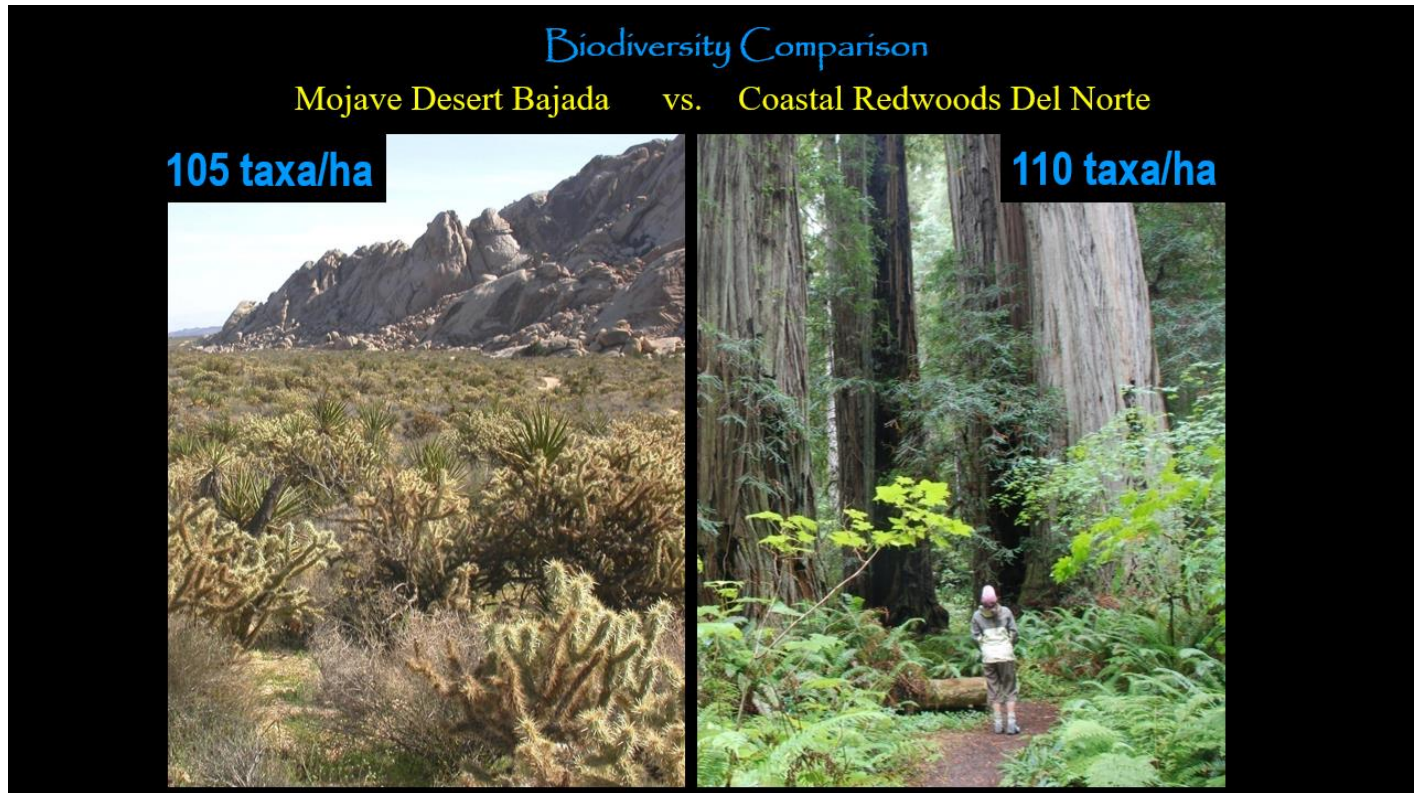 Biodiversity Comparison
Mojave Desert Bajada vs. Coastal Redwoods Del Norte
105 taxa/ha
110 taxa/ha